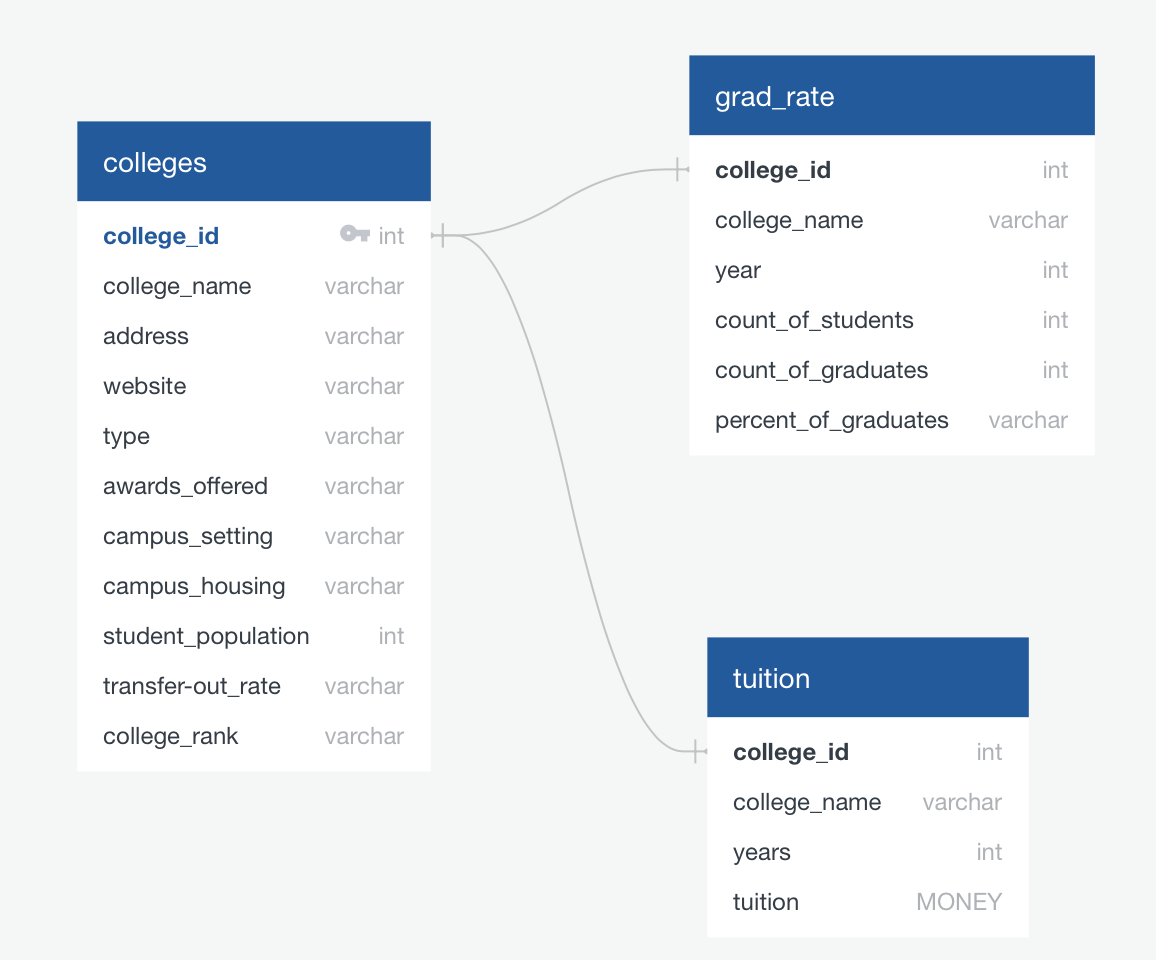 colleges
college_id int
college_name varchar
address varchar
website varchar
type varchar
awards_offered varchar
campus_setting varchar
campus_housing varchar
student_population int
transfer-out_rate varchar
college_rank varchar
grad_rate
college_id int
college_name varchar
year int
count_of_students int
count_of_graduates int
percent_of_graduates varchar
tuition
college_id int
college_name varchar
years int
tuition MONEY